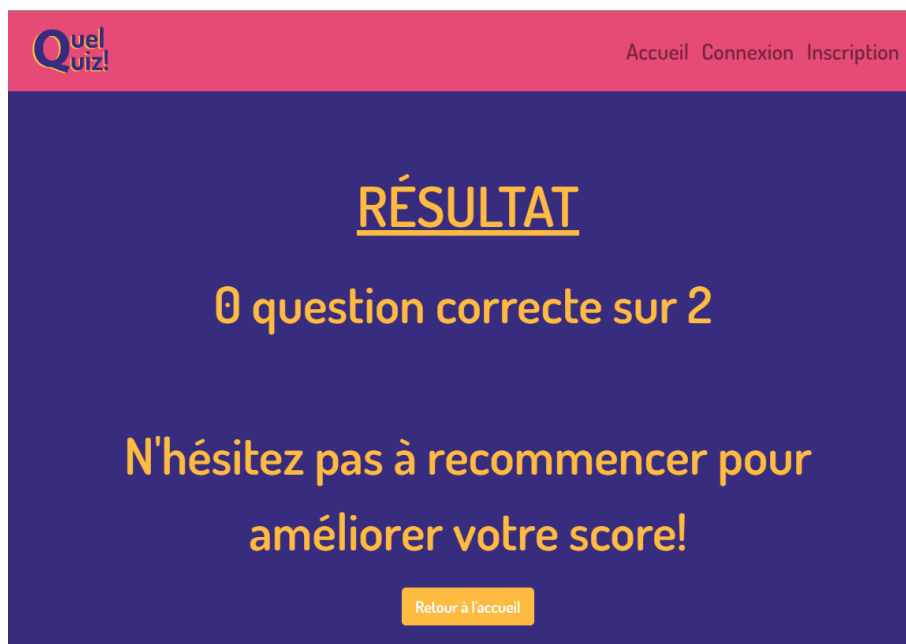 Quel
Quiz!
Accueil Connexion Inscription
RÉSULTAT
0 question correcte sur 2
N'hésitez pas à recommencer pour
améliorer votre score!
Retour à l'accueil